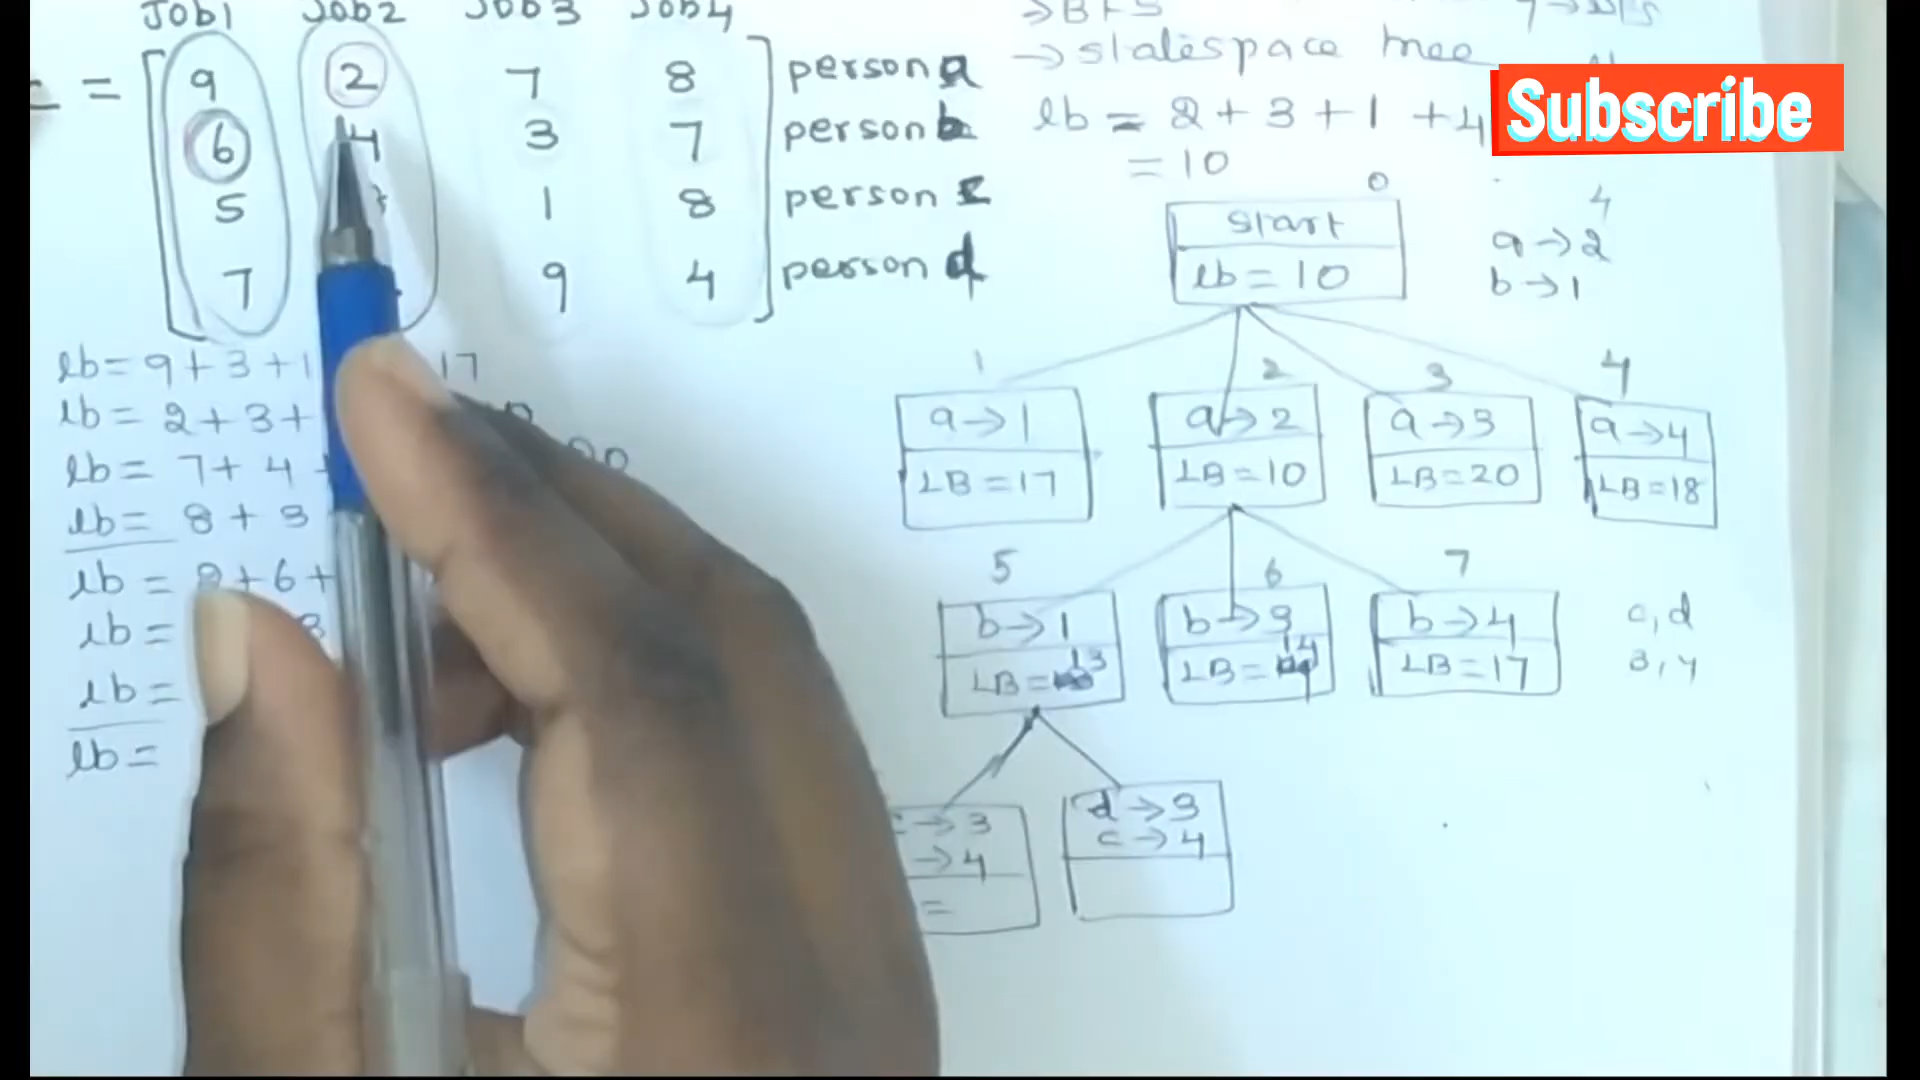 JOB1 JOB2 JOB3 JOB4
= 9 2 7 8 person a
6 4 3 7 person b
5 1 8 person c
7 9 4 person d
lb = 9 + 3 + 1 17
lb = 2 + 3 +
lb = 7 + 4
lb = 8 + 3
lb = 2 + 6 +
lb = 8
lb =
lb =
→ BFS
→ statespace tree
lb = 2 + 3 + 1 + 4
= 10
Subscribe
0
start
lb = 10
4
a → 2
b → 1
1 2 3 4
a → 1 a → 2 a → 3 a → 4
LB = 17 LB = 10 LB = 20 LB = 18
5 6 7
b → 1 b → 3 b → 4
LB = 13 LB = 14 LB = 17
c, d
3, 4
c → 3
→ 4
=
d → 3
c → 4